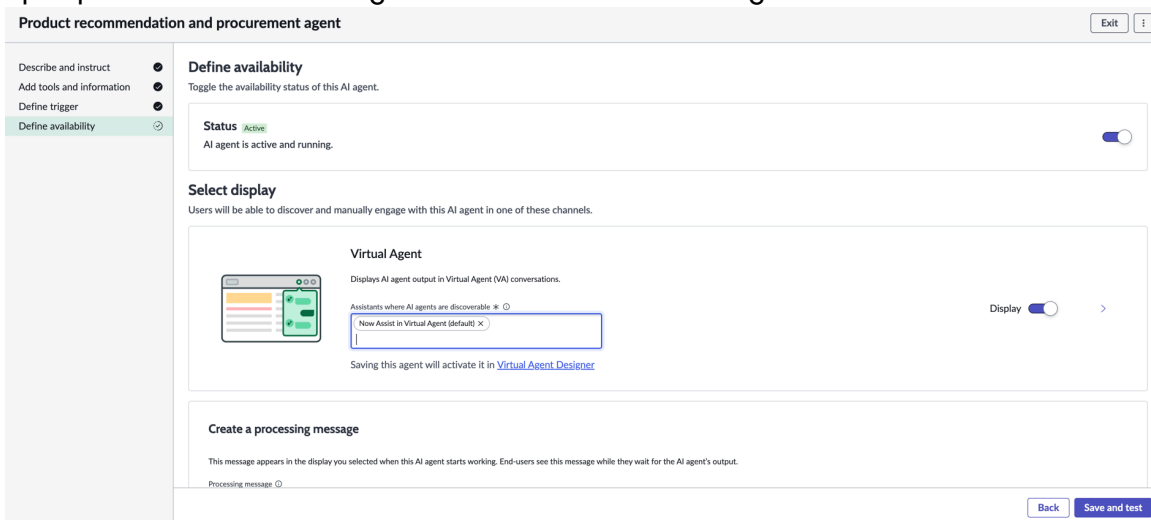 Product recommendation and procurement agent
Exit
Describe and instruct
Add tools and information
Define trigger
Define availability
Define availability
Toggle the availability status of this AI agent.
Status Active
AI agent is active and running.
Select display
Users will be able to discover and manually engage with this AI agent in one of these channels.
Virtual Agent
Displays AI agent output in Virtual Agent (VA) conversations.
Assistants where AI agents are discoverable *
Now Assist in Virtual Agent (default) ×
Display
Saving this agent will activate it in Virtual Agent Designer
Create a processing message
This message appears in the display you selected when this AI agent starts working. End-users see this message while they wait for the AI agent's output.
Processing message
Back
Save and test